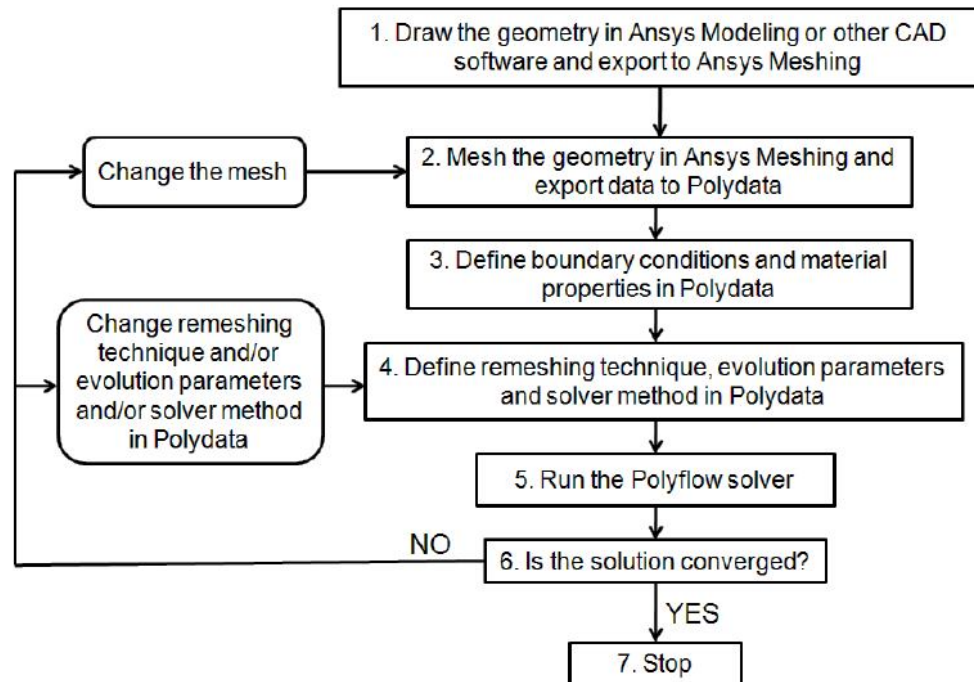 1. Draw the geometry in Ansys Modeling or other CAD
software and export to Ansys Meshing
Change the mesh
2. Mesh the geometry in Ansys Meshing and
export data to Polydata
3. Define boundary conditions and material
properties in Polydata
Change remeshing
technique and/or
evolution parameters
and/or solver method
in Polydata
4. Define remeshing technique, evolution parameters
and solver method in Polydata
5. Run the Polyflow solver
NO
6. Is the solution converged?
YES
7. Stop